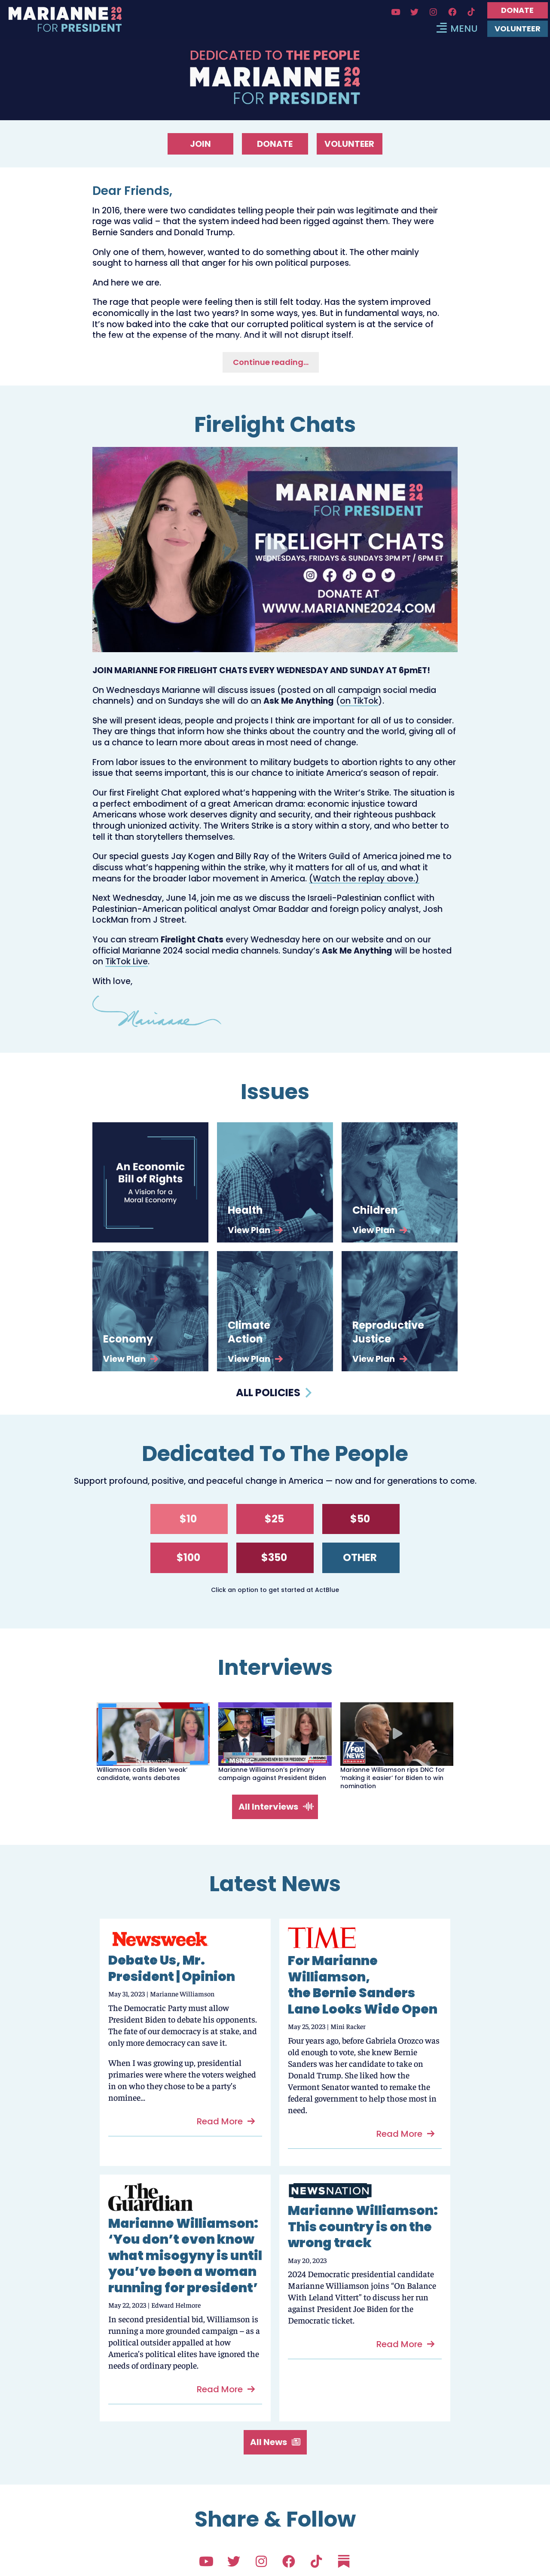 MARIANNE 2024
FOR PRESIDENT
DONATE
MENU
VOLUNTEER
DEDICATED TO THE PEOPLE
MARIANNE 2024
FOR PRESIDENT
JOIN
DONATE
VOLUNTEER
Dear Friends,
In 2016, there were two candidates telling people their pain was legitimate and their
rage was valid – that the system indeed had been rigged against them. They were
Bernie Sanders and Donald Trump.
Only one of them, however, wanted to do something about it. The other mainly
sought to harness all that anger for his own political purposes.
And here we are.
The rage that people were feeling then is still felt today. Has the system improved
economically in the last two years? In some ways, yes. But in fundamental ways, no.
It's now baked into the cake that our corrupted political system is at the service of
the few at the expense of the many. And it will not disrupt itself.
Continue reading...
Firelight Chats
MARIANNE 2024
FOR PRESIDENT
FIRELIGHT CHATS
WEDNESDAYS, FRIDAYS & SUNDAYS 3PM PT / 6PM ET
DONATE AT
WWW.MARIANNE2024.COM
JOIN MARIANNE FOR FIRELIGHT CHATS EVERY WEDNESDAY AND SUNDAY AT 6pmET!
On Wednesdays Marianne will discuss issues (posted on all campaign social media
channels) and on Sundays she will do an Ask Me Anything (on TikTok).
She will present ideas, people and projects I think are important for all of us to consider.
They are things that inform how she thinks about the country and the world, giving all of
us a chance to learn more about areas in most need of change.
From labor issues to the environment to military budgets to abortion rights to any other
issue that seems important, this is our chance to initiate America's season of repair.
Our first Firelight Chat explored what's happening with the Writer's Strike. The situation is
a perfect embodiment of a great American drama: economic injustice toward
Americans whose work deserves dignity and security, and their righteous pushback
through unionized activity. The Writers Strike is a story within a story, and who better to
tell it than storytellers themselves.
Our special guests Jay Kogen and Billy Ray of the Writers Guild of America joined me to
discuss what's happening within the strike, why it matters for all of us, and what it
means for the broader labor movement in America. (Watch the replay above.)
Next Wednesday, June 14, join me as we discuss the Israeli-Palestinian conflict with
Palestinian-American political analyst Omar Baddar and foreign policy analyst, Josh
LockMan from J Street.
You can stream Firelight Chats every Wednesday here on our website and on our
official Marianne 2024 social media channels. Sunday's Ask Me Anything will be hosted
on TikTok Live.
With love,
Marianne
Issues
An Economic
Bill of Rights
A Vision for a
Moral Economy
Health
View Plan
Children
View Plan
Economy
View Plan
Climate
Action
View Plan
Reproductive
Justice
View Plan
ALL POLICIES
Dedicated To The People
Support profound, positive, and peaceful change in America — now and for generations to come.
$10
$25
$50
$100
$350
OTHER
Click an option to get started at ActBlue
Interviews
MSNBC
FOX
NEWS
Williamson calls Biden 'weak'
candidate, wants debates
Marianne Williamson's primary
campaign against President Biden
Marianne Williamson rips DNC for
'making it easier' for Biden to win
nomination
All Interviews
Latest News
Newsweek
Debate Us, Mr.
President | Opinion
May 31, 2023 | Marianne Williamson
The Democratic Party must allow
President Biden to debate his opponents.
The fate of our democracy is at stake, and
only more democracy can save it.
When I was growing up, presidential
primaries were where the voters weighed
in on who they chose to be a party's
nominee...
Read More
TIME
For Marianne
Williamson,
the Bernie Sanders
Lane Looks Wide Open
May 25, 2023 | Mini Racker
Four years ago, before Gabriela Orozco was
old enough to vote, she knew Bernie
Sanders was her candidate to take on
Donald Trump. She liked how the
Vermont Senator wanted to remake the
federal government to help those most in
need.
Read More
The
Guardian
Marianne Williamson:
'You don't even know
what misogyny is until
you've been a woman
running for president'
May 22, 2023 | Edward Helmore
In second presidential bid, Williamson is
running a more grounded campaign – as a
political outsider appalled at how
America's political elites have ignored the
needs of ordinary people.
Read More
NEWSNATION
Marianne Williamson:
This country is on the
wrong track
May 20, 2023
2024 Democratic presidential candidate
Marianne Williamson joins "On Balance
With Leland Vittert" to discuss her run
against President Joe Biden for the
Democratic ticket.
Read More
All News
Share & Follow